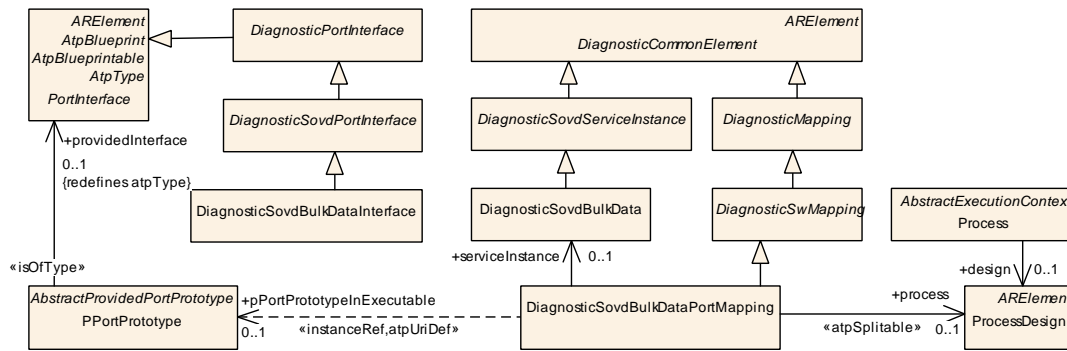 ARElement
AtpBlueprint
AtpBlueprintable
AtpType
PortInterface
DiagnosticPortInterface
ARElement
DiagnosticCommonElement
DiagnosticSovdPortInterface
DiagnosticSovdServiceInstance
DiagnosticMapping
+providedInterface
0..1
{redefines atpType}
DiagnosticSovdBulkDataInterface
DiagnosticSovdBulkData
DiagnosticSwMapping
AbstractExecutionContext
Process
+serviceInstance
0..1
«isOfType»
+design
0..1
AbstractProvidedPortPrototype
PPortPrototype
+pPortPrototypeInExecutable
0..1
«instanceRef,atpUriDef»
DiagnosticSovdBulkDataPortMapping
+process
«atpSplitable»
0..1
ARElement
ProcessDesign